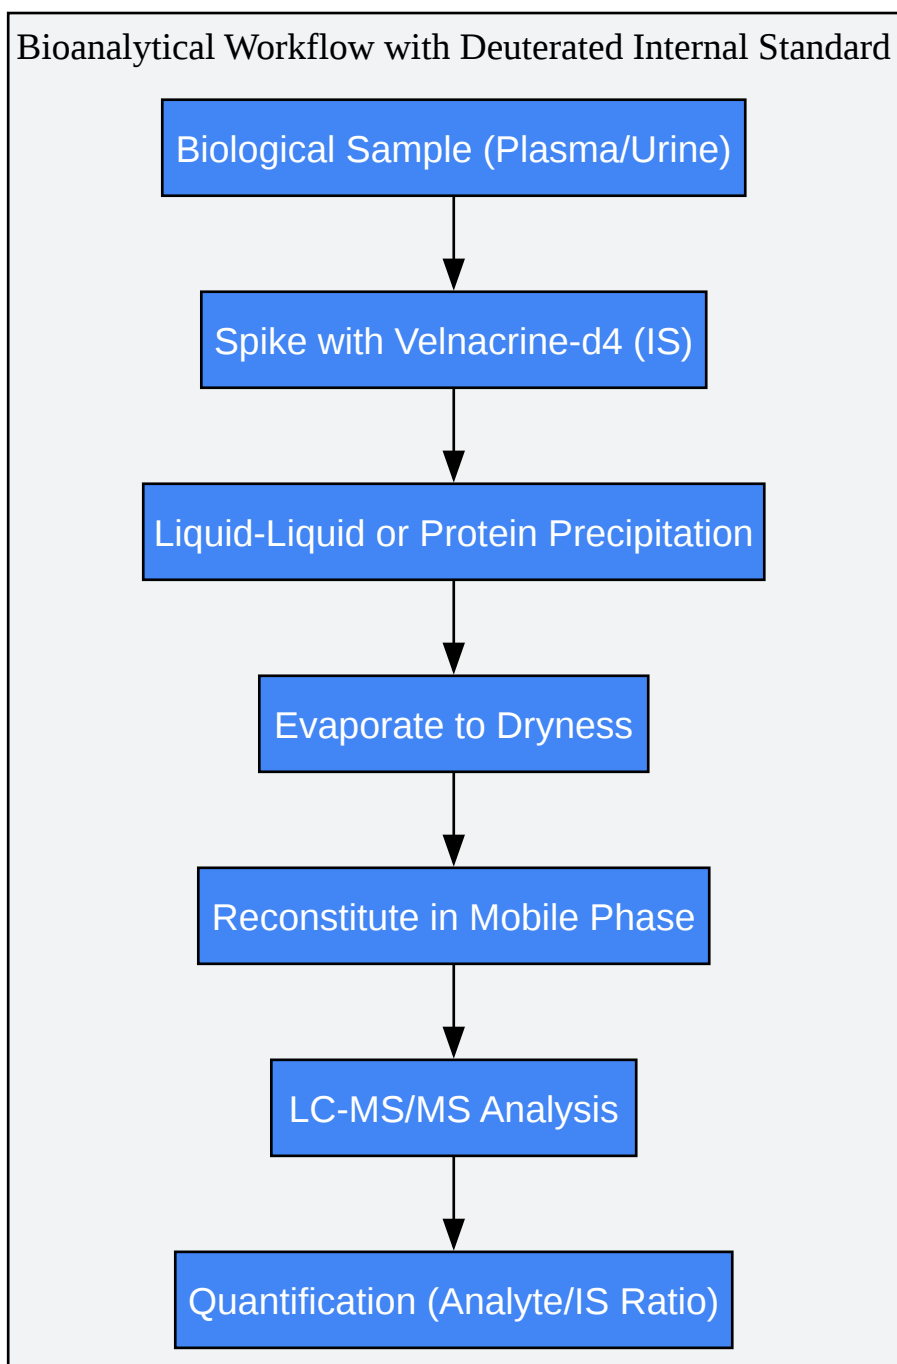 Bioanalytical Workflow with Deuterated Internal Standard
Biological Sample (Plasma/Urine)
Spike with Velnacrine-d4 (IS)
Liquid-Liquid or Protein Precipitation
Evaporate to Dryness
Reconstitute in Mobile Phase
LC-MS/MS Analysis
Quantification (Analyte/IS Ratio)